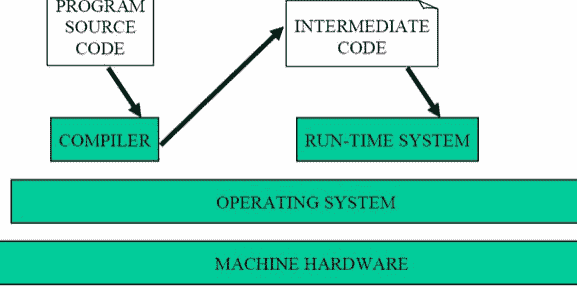 PROGRAM
SOURCE
CODE
INTERMEDIATE
CODE
COMPILER
RUN-TIME SYSTEM
OPERATING SYSTEM
MACHINE HARDWARE